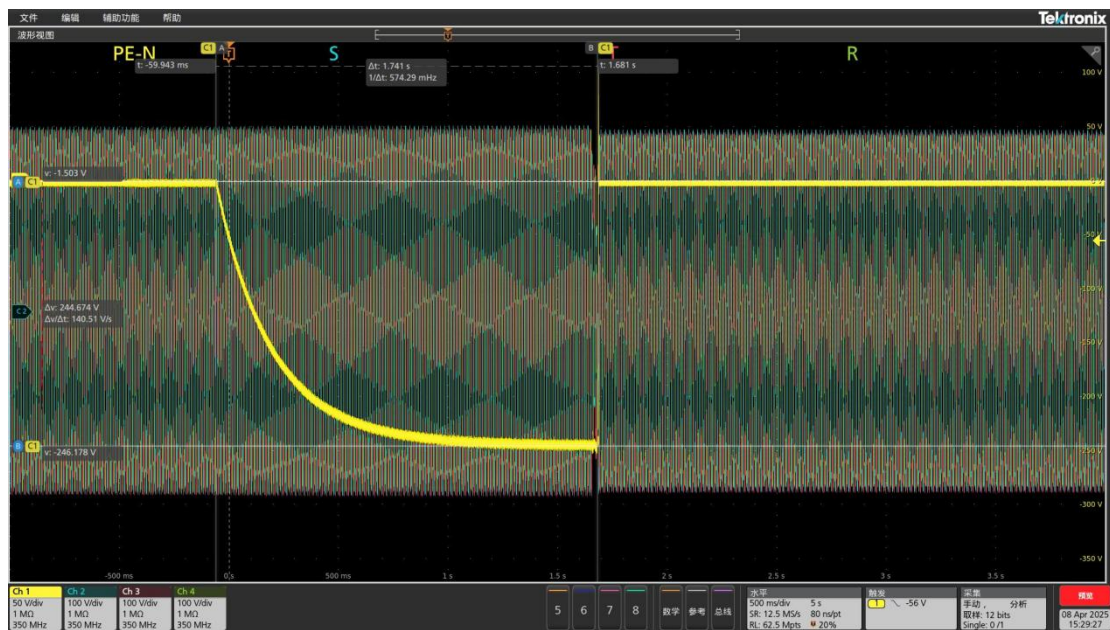 文件 编辑 辅助功能 帮助 Tektronix
波形视图
PE-N C1 A T S B C1 T R
t: -59.943 ms Δt: 1.741 s t: 1.681 s
1/Δt: 574.29 mHz
100 V
50 V
v: -1.503 V
A C1 0 V
-50 V
-100 V
Δv: 244.674 V
C2
Δv/Δt: 140.51 V/s
-150 V
-200 V
B C1 -250 V
v: -246.178 V
-300 V
-350 V
-500 ms 0 s 500 ms 1 s 1.5 s 2 s 2.5 s 3 s 3.5 s
Ch 1 Ch 2 Ch 3 Ch 4 水平 触发 采集 预览
50 V/div 100 V/div 100 V/div 100 V/div 5 6 7 8 数学 参考 总线 500 ms/div 5 s 1 -56 V 手动, 分析
1 MΩ 1 MΩ 1 MΩ 1 MΩ SR: 12.5 MS/s 80 ns/pt 取样: 12 bits 08 Apr 2025
350 MHz 350 MHz 350 MHz 350 MHz RL: 62.5 Mpts 20% Single: 0 /1 15:29:27